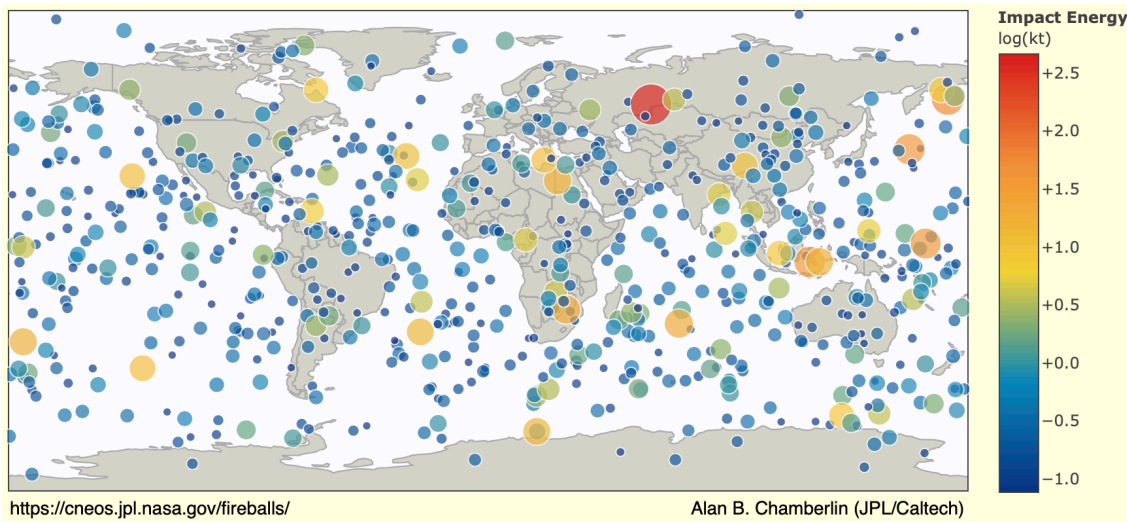 Impact Energy
log(kt)
+2.5
+2.0
+1.5
+1.0
+0.5
+0.0
−0.5
−1.0
https://cneos.jpl.nasa.gov/fireballs/
Alan B. Chamberlin (JPL/Caltech)